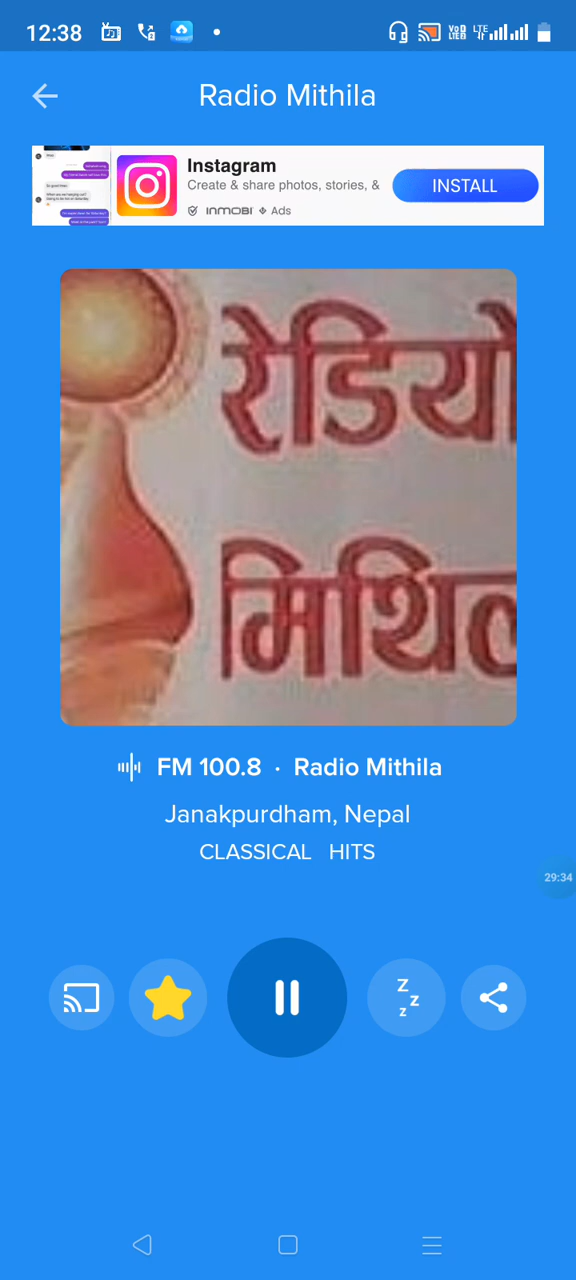 12:38
Radio Mithila
Instagram
Create & share photos, stories, &
INMOBI Ads
INSTALL
रेडियो
मिथिल
FM 100.8 · Radio Mithila
Janakpurdham, Nepal
CLASSICAL HITS
29:34
Z
z
z